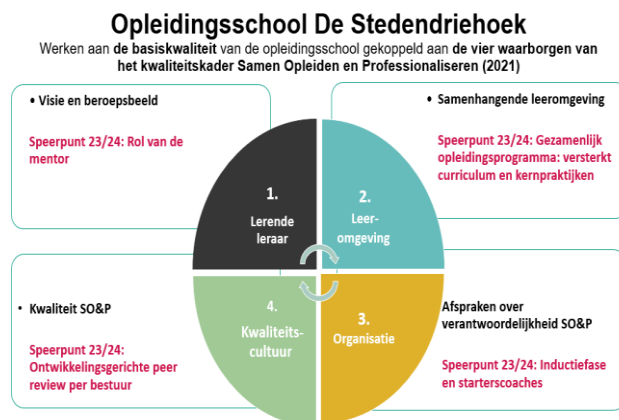 Opleidingsschool De Stedendriehoek
Werken aan de basiskwaliteit van de opleidingsschool gekoppeld aan de vier waarborgen van
het kwaliteitskader Samen Opleiden en Professionaliseren (2021)
• Visie en beroepsbeeld
Speerpunt 23/24: Rol van de
mentor
• Samenhangende leeromgeving
Speerpunt 23/24: Gezamenlijk
opleidingsprogramma: versterkt
curriculum en kernpraktijken
1.
Lerende
leraar
2.
Leer-
omgeving
• Kwaliteit SO&P
Speerpunt 23/24:
Ontwikkelingsgerichte peer
review per bestuur
4.
Kwaliteits-
cultuur
3.
Organisatie
Afspraken over
verantwoordelijkheid SO&P
Speerpunt 23/24: Inductiefase
en starterscoaches